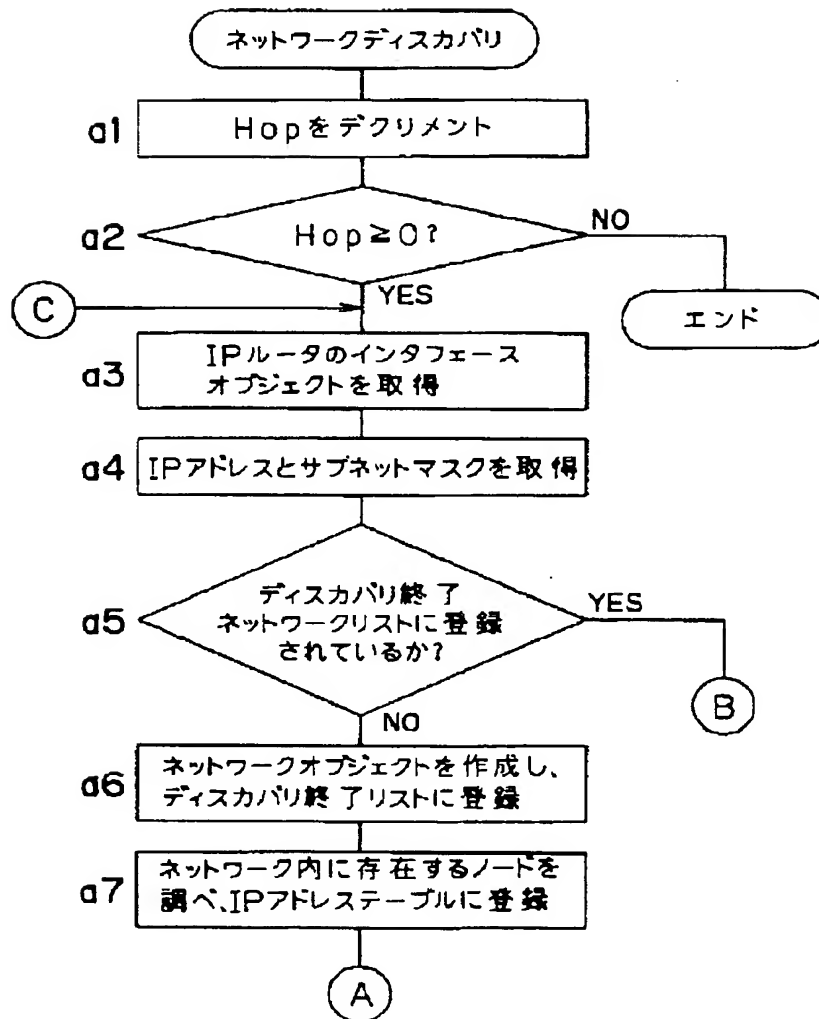 ネットワークディスカバリ
a1
Hopをデクリメント
a2
Hop≧0?
NO
YES
C
エンド
a3
IPルータのインタフェース
オブジェクトを取得
a4
IPアドレスとサブネットマスクを取得
a5
ディスカバリ終了
ネットワークリストに登録
されているか?
YES
B
NO
a6
ネットワークオブジェクトを作成し、
ディスカバリ終了リストに登録
a7
ネットワーク内に存在するノードを
調べ、IPアドレステーブルに登録
A